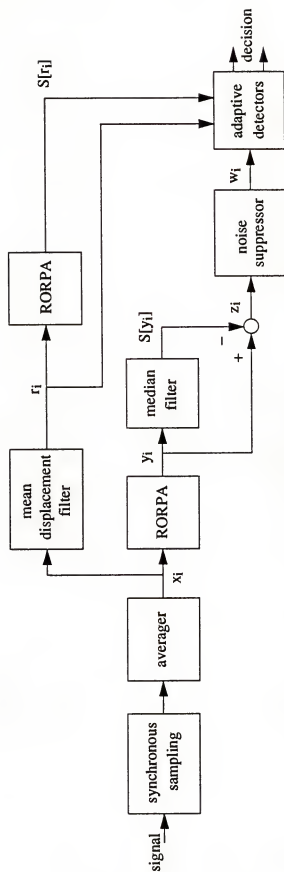 signal
synchronous
sampling
averager
x_i
mean
displacement
filter
r_i
RORPA
S[r_i]
RORPA
y_i
median
filter
S[y_i]
−
+
z_i
noise
suppressor
w_i
adaptive
detectors
decision